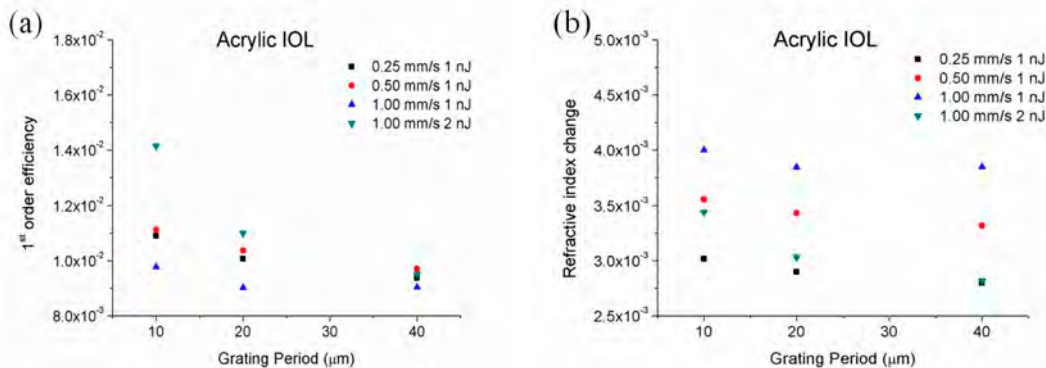 (a)
Acrylic IOL
0.25 mm/s 1 nJ
0.50 mm/s 1 nJ
1.00 mm/s 1 nJ
1.00 mm/s 2 nJ
1.8x10⁻²
1.6x10⁻²
1.4x10⁻²
1.2x10⁻²
1.0x10⁻²
8.0x10⁻³
1ˢᵗ order efficiency
10 20 30 40
Grating Period (μm)
(b)
Acrylic IOL
0.25 mm/s 1 nJ
0.50 mm/s 1 nJ
1.00 mm/s 1 nJ
1.00 mm/s 2 nJ
5.0x10⁻³
4.5x10⁻³
4.0x10⁻³
3.5x10⁻³
3.0x10⁻³
2.5x10⁻³
Refractive index change
10 20 30 40
Grating Period (μm)